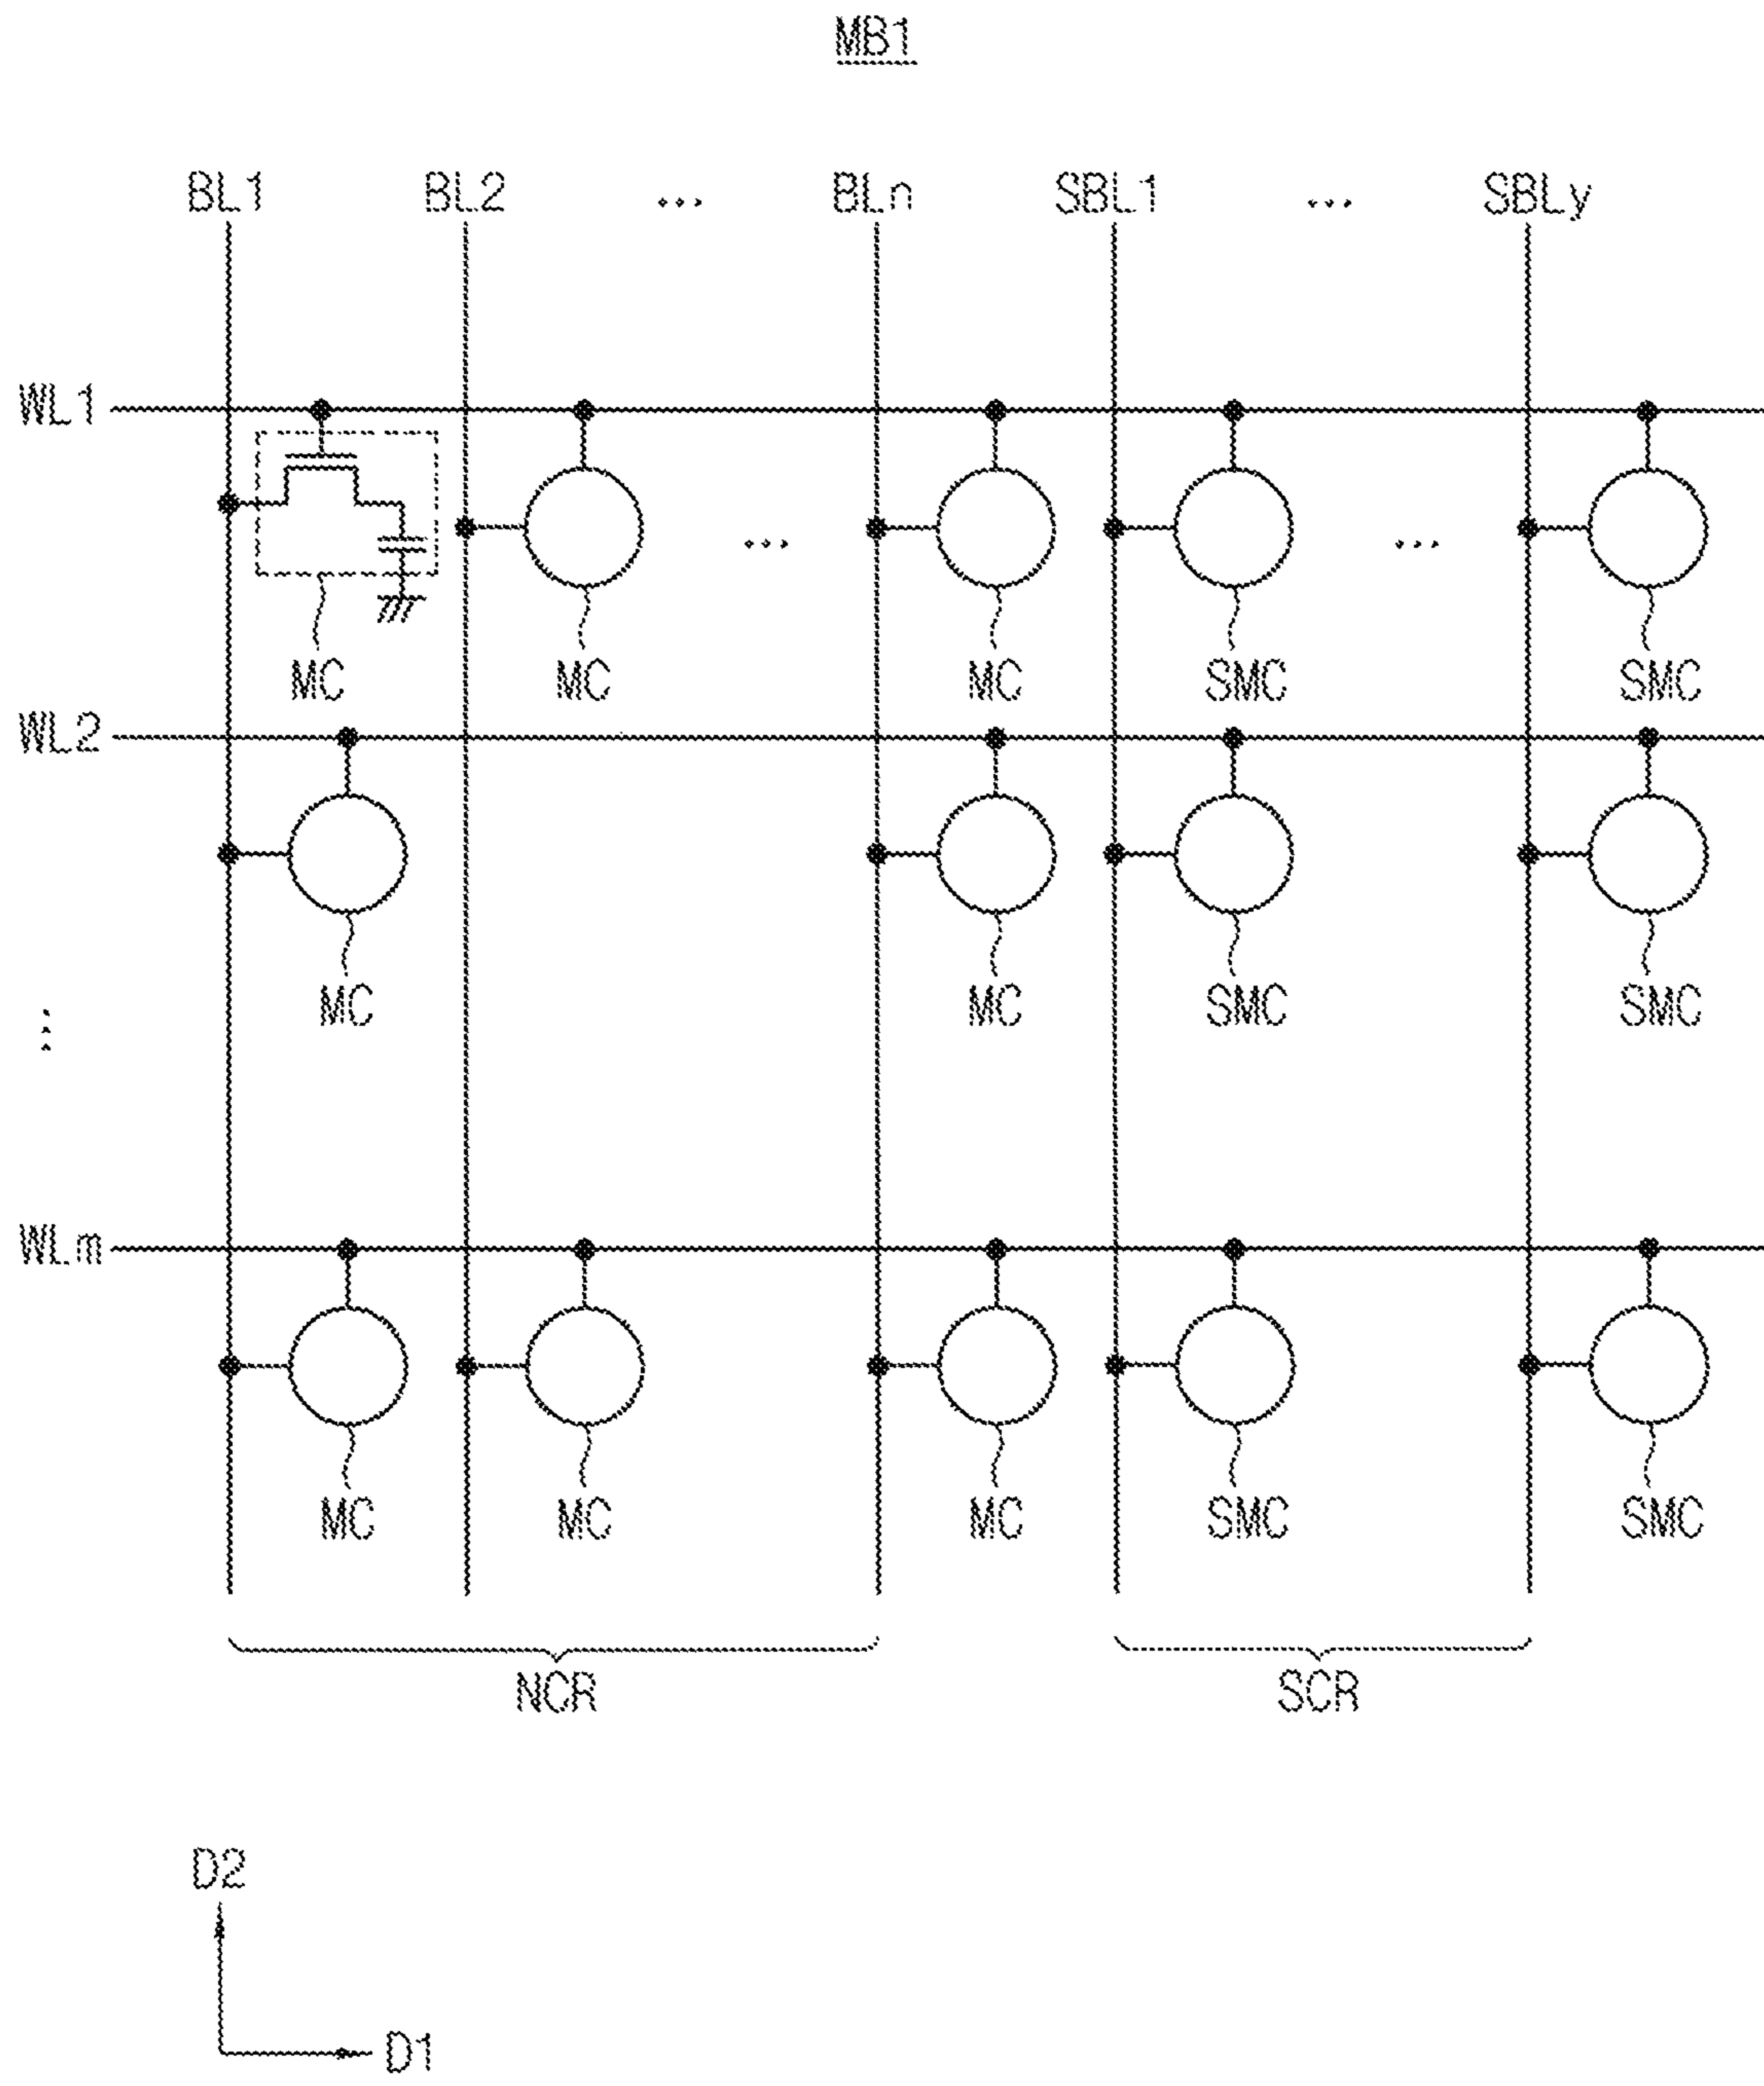 MB1
BL1 BL2 ... BLn SBL1 ... SBLy
WL1
... ...
MC MC MC SMC SMC
WL2
MC MC SMC SMC
⋮
WLm
MC MC MC SMC SMC
NCR SCR
D2
D1